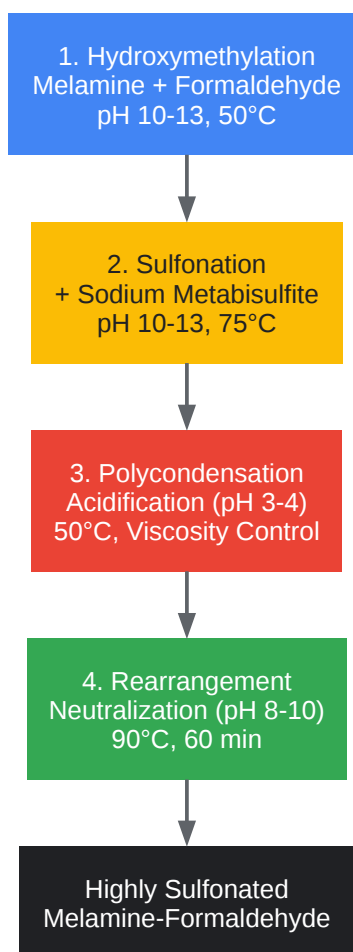 1. Hydroxymethylation
Melamine + Formaldehyde
pH 10-13, 50°C
2. Sulfonation
+ Sodium Metabisulfite
pH 10-13, 75°C
3. Polycondensation
Acidification (pH 3-4)
50°C, Viscosity Control
4. Rearrangement
Neutralization (pH 8-10)
90°C, 60 min
Highly Sulfonated
Melamine-Formaldehyde